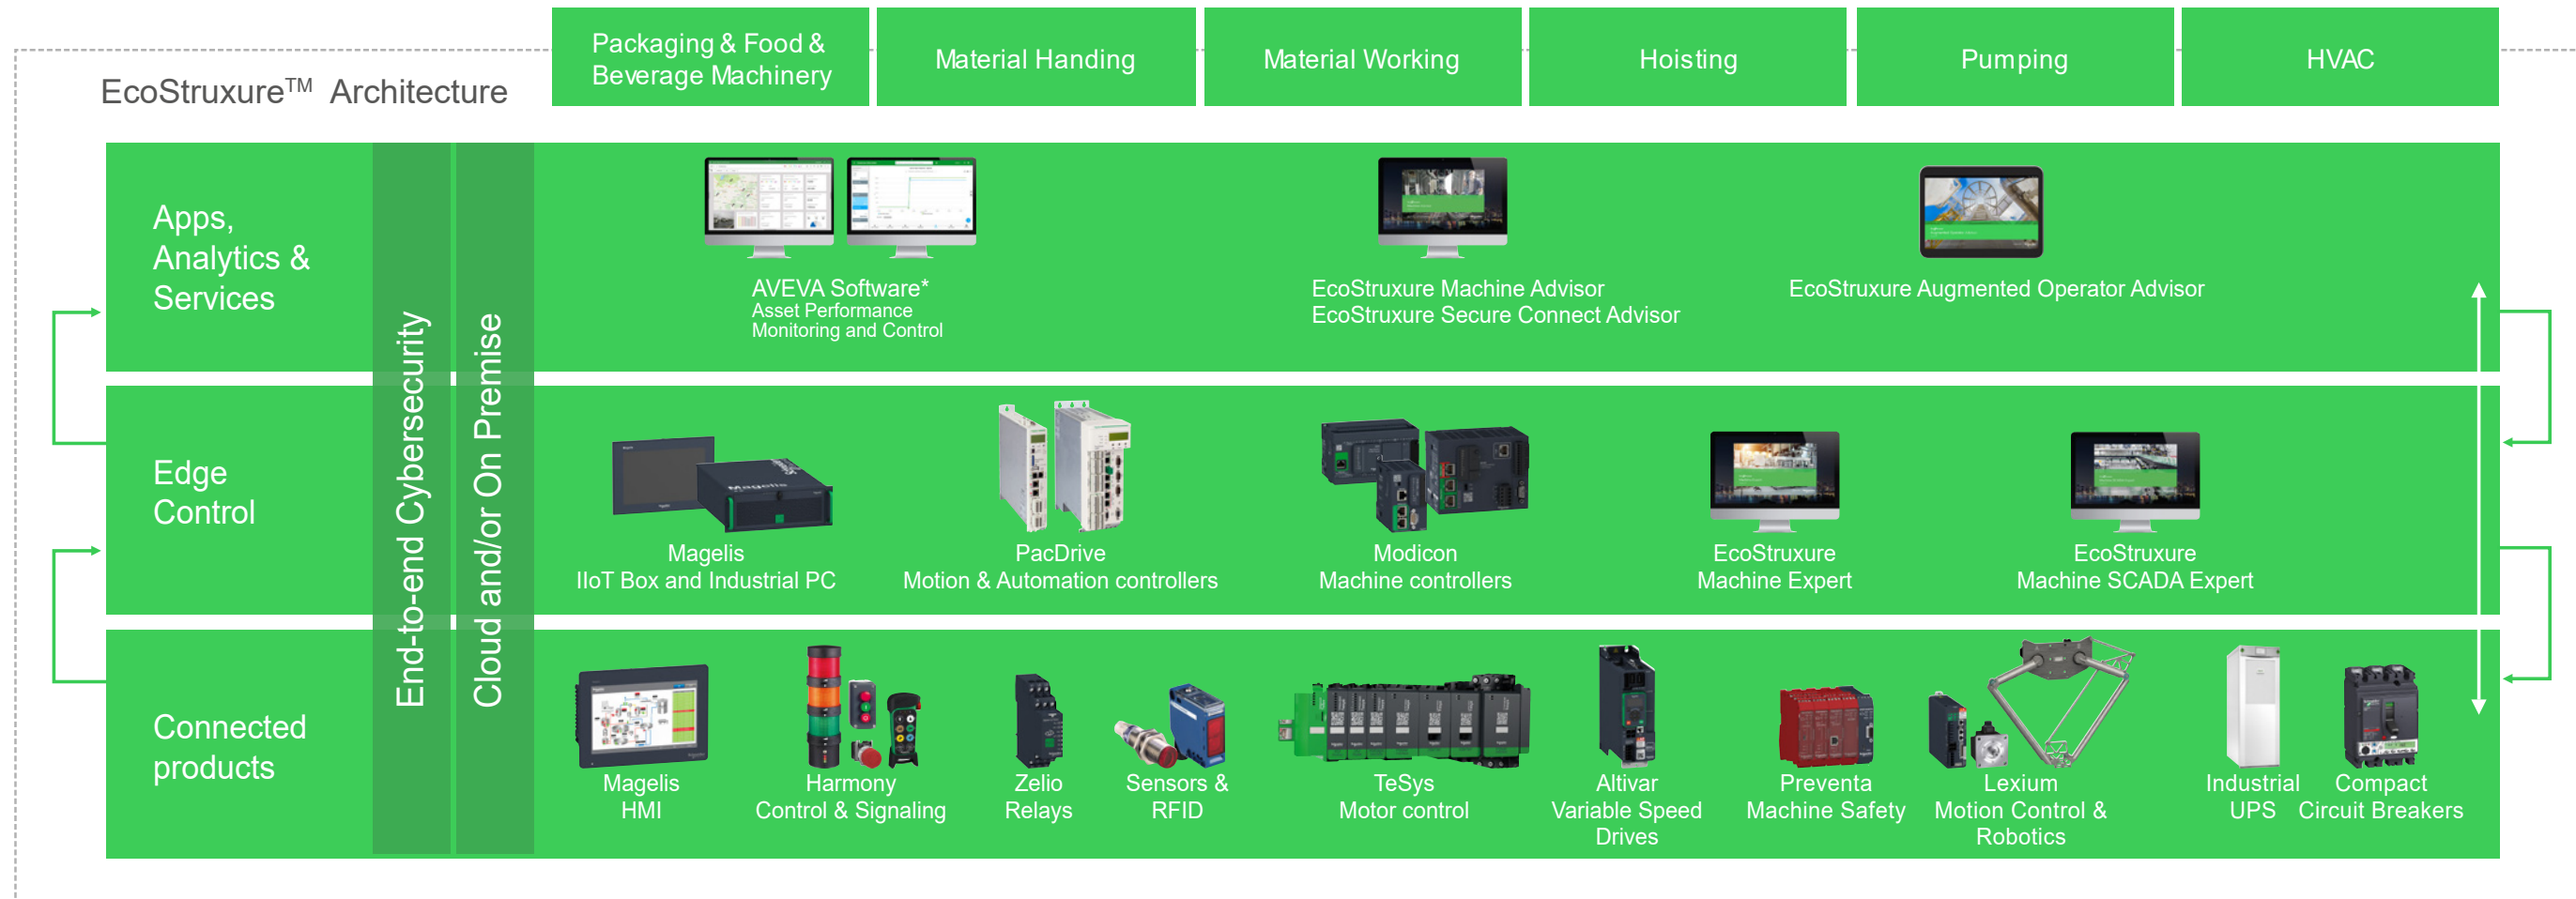 Packaging & Food &
Beverage Machinery
Material Handing
Material Working
Hoisting
Pumping
HVAC
EcoStruxure™ Architecture
Apps,
Analytics &
Services
End-to-end Cybersecurity
Cloud and/or On Premise
AVEVA Software*
Asset Performance
Monitoring and Control
EcoStruxure Machine Advisor
EcoStruxure Secure Connect Advisor
EcoStruxure Augmented Operator Advisor
Edge
Control
Magelis
Magelis
IIoT Box and Industrial PC
PacDrive
Motion & Automation controllers
Modicon
Machine controllers
EcoStruxure
Machine Expert
EcoStruxure
Machine SCADA Expert
Connected
products
Magelis
HMI
Harmony
Control & Signaling
Zelio
Relays
Sensors &
RFID
TeSys
Motor control
Altivar
Variable Speed
Drives
Preventa
Machine Safety
Lexium
Motion Control &
Robotics
Industrial
UPS
Compact
Circuit Breakers